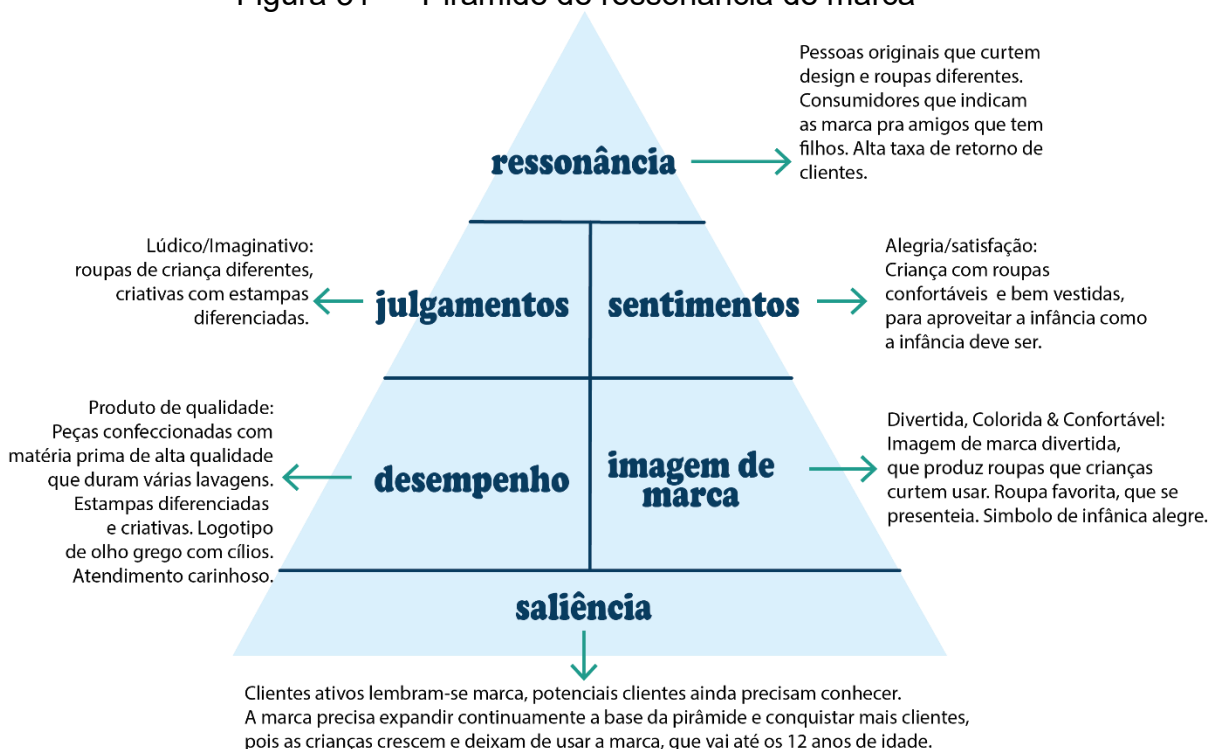 Pirâmide de ressonância de marca
Pessoas originais que curtem
design e roupas diferentes.
Consumidores que indicam
as marca pra amigos que tem
filhos. Alta taxa de retorno de
clientes.
ressonância
Lúdico/Imaginativo:
roupas de criança diferentes,
criativas com estampas
diferenciadas.
julgamentos
sentimentos
Alegria/satisfação:
Criança com roupas
confortáveis e bem vestidas,
para aproveitar a infância como
a infância deve ser.
Produto de qualidade:
Peças confeccionadas com
matéria prima de alta qualidade
que duram várias lavagens.
Estampas diferenciadas
e criativas. Logotipo
de olho grego com cílios.
Atendimento carinhoso.
desempenho
imagem de
marca
Divertida, Colorida & Confortável:
Imagem de marca divertida,
que produz roupas que crianças
curtem usar. Roupa favorita, que se
presenteia. Simbolo de infânica alegre.
saliência
Clientes ativos lembram-se marca, potenciais clientes ainda precisam conhecer.
A marca precisa expandir continuamente a base da pirâmide e conquistar mais clientes,
pois as crianças crescem e deixam de usar a marca, que vai até os 12 anos de idade.